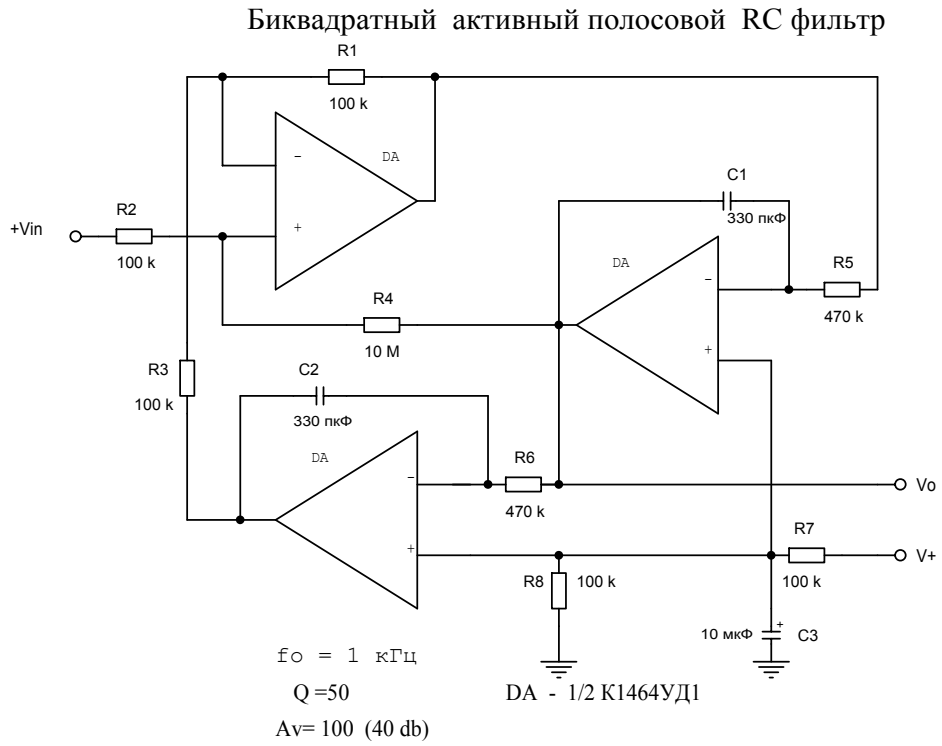 Биквадратный активный полосовой RC фильтр
R1
100 k
−
DA
+
R2
+Vin
100 k
C1
330 пкФ
DA
−
R5
470 k
+
R4
10 M
R3
100 k
C2
330 пкФ
DA
−
R6
470 k
Vo
+
R7
V+
100 k
R8
100 k
10 мкФ
+
C3
fo = 1 кГц
Q =50
DA - 1/2 К1464УД1
Av= 100 (40 db)